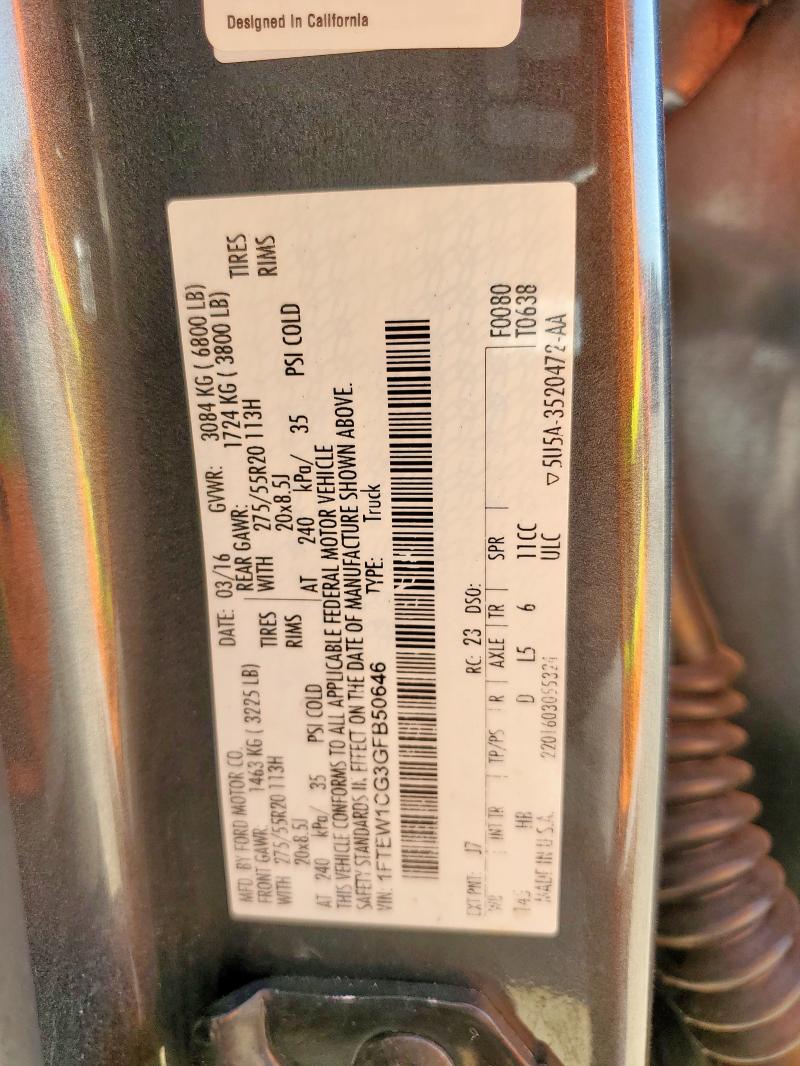 Designed In California
MFD. BY FORD MOTOR CO.
DATE: 03/16 GVWR: 3084 KG ( 6800 LB)
FRONT GAWR: 1463 KG ( 3225 LB) REAR GAWR: 1724 KG ( 3800 LB)
WITH 275/55R20 113H TIRES WITH 275/55R20 113H TIRES
20x8.5J RIMS 20x8.5J RIMS
AT 240 kPa/ 35 PSI COLD AT 240 kPa/ 35 PSI COLD
THIS VEHICLE CONFORMS TO ALL APPLICABLE FEDERAL MOTOR VEHICLE
SAFETY STANDARDS IN EFFECT ON THE DATE OF MANUFACTURE SHOWN ABOVE.
VIN: 1FTEW1CG3GFB50646 TYPE: Truck
EXT PNT: J7 RC: 23 DSO:
WB INT TR TP/PS R AXLE TR SPR F0080
145 HB D L5 6 11CC T0638
MADE IN U.S.A. ULC
▽ 5U5A-3520472-AA